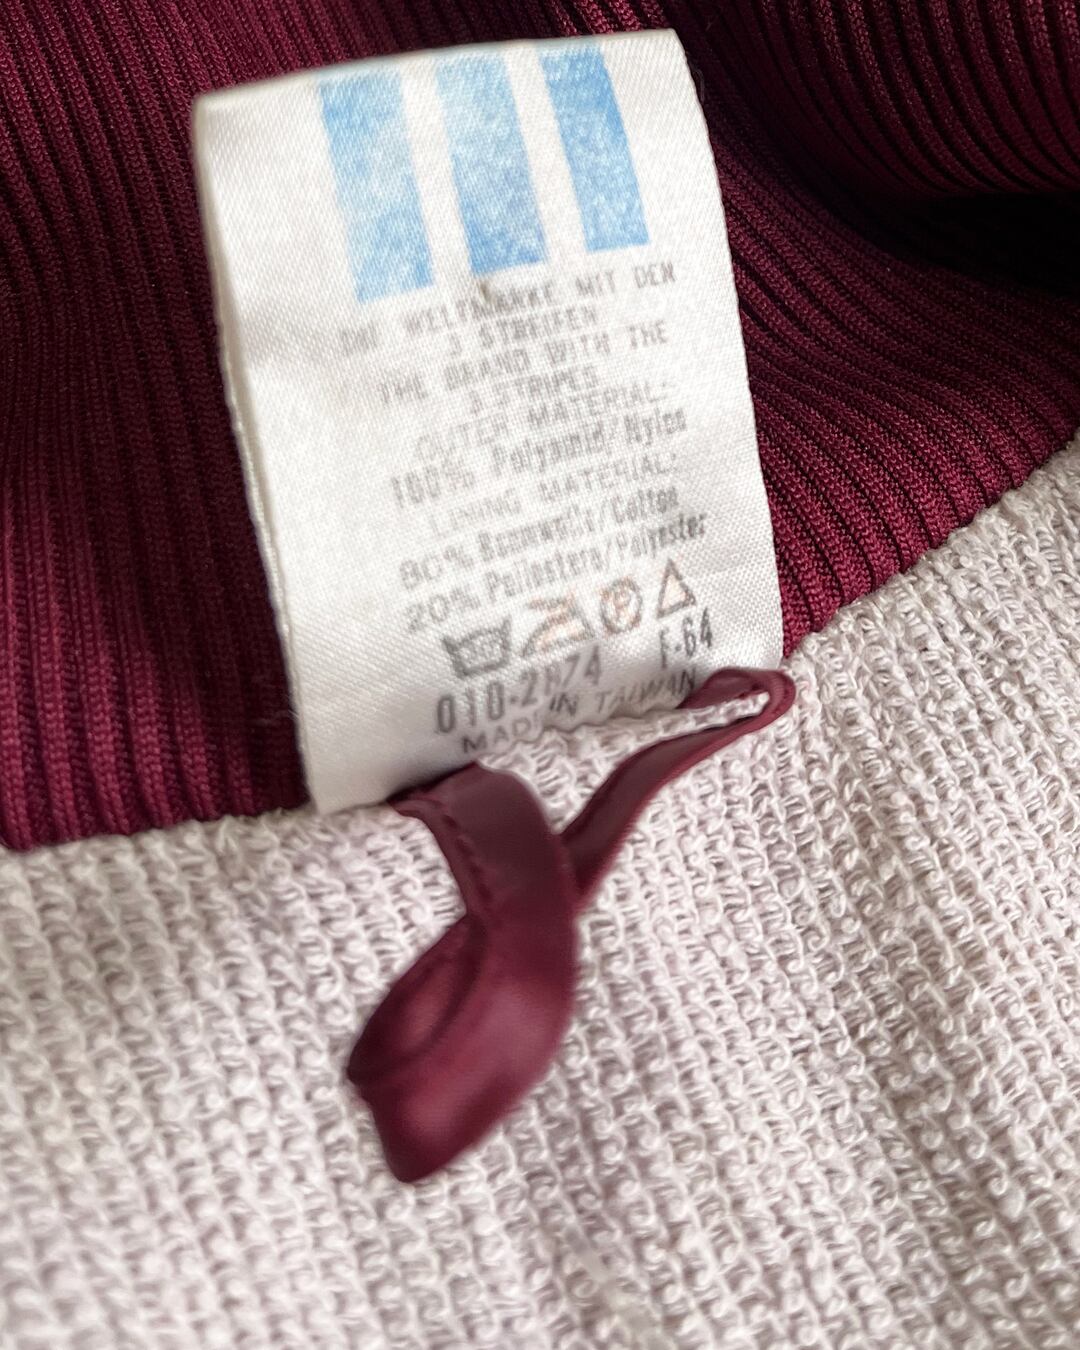 DIE WELTMARKE MIT DEN
3 STREIFEN
THE BRAND WITH THE
3 STRIPES
OUTER MATERIAL:
100% Polyamid/Nylon
LINING MATERIAL:
80% Baumwolle/Cotton
20% Poliestere/Polyester
30 P
010-2874 F-64
MADE IN TAIWAN